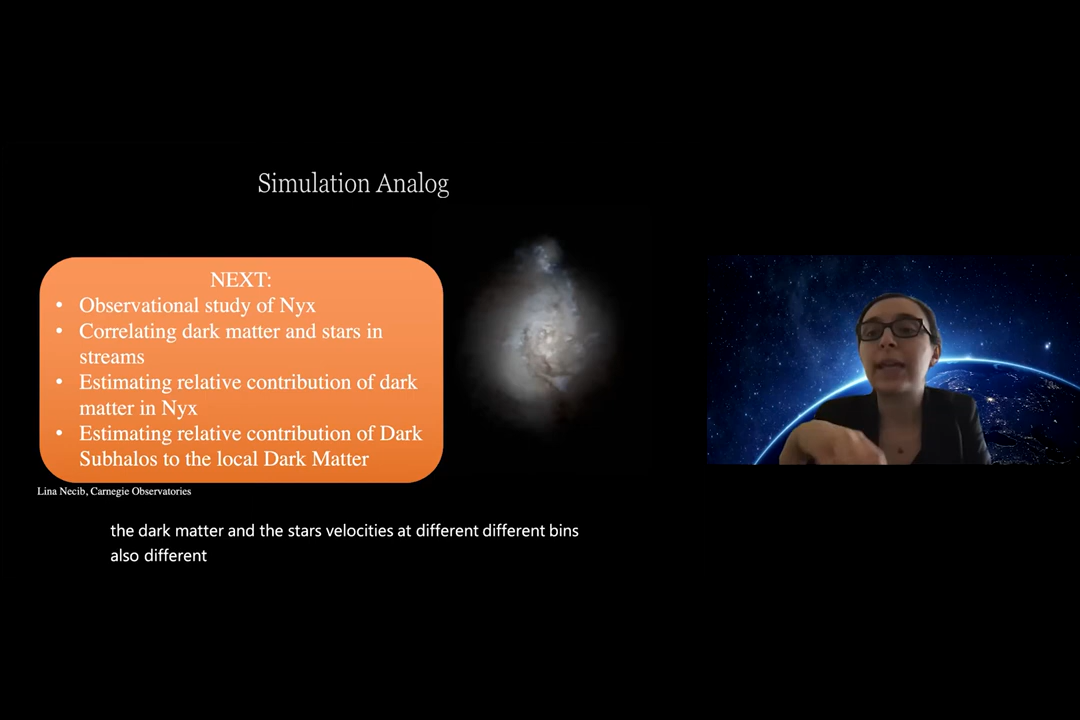 Simulation Analog
NEXT:
• Observational study of Nyx
• Correlating dark matter and stars in
streams
• Estimating relative contribution of dark
matter in Nyx
• Estimating relative contribution of Dark
Subhalos to the local Dark Matter
Lina Necib, Carnegie Observatories
the dark matter and the stars velocities at different different bins
also different